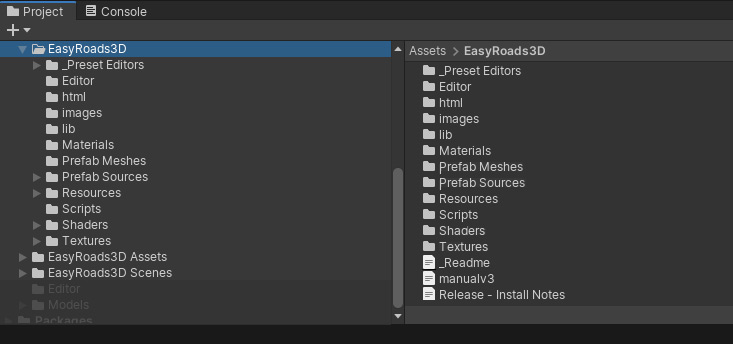 Project
Console
EasyRoads3D
_Preset Editors
Editor
html
images
lib
Materials
Prefab Meshes
Prefab Sources
Resources
Scripts
Shaders
Textures
EasyRoads3D Assets
EasyRoads3D Scenes
Editor
Models
Packages
Assets > EasyRoads3D
_Preset Editors
Editor
html
images
lib
Materials
Prefab Meshes
Prefab Sources
Resources
Scripts
Shaders
Textures
_Readme
manualv3
Release - Install Notes